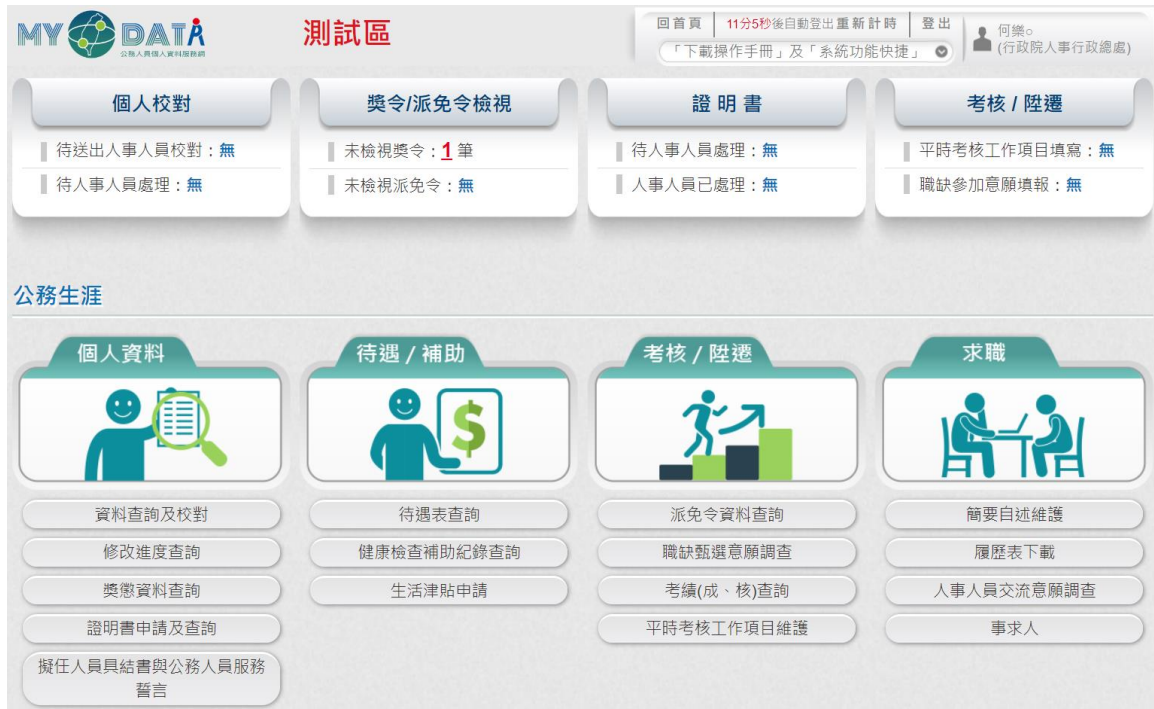 MY DATA
公務人員個人資料服務網
測試區
回首頁 11分5秒後自動登出重新計時 登出
「下載操作手冊」及「系統功能快捷」
何樂○
(行政院人事行政總處)
個人校對
待送出人事人員校對：無
待人事人員處理：無
獎令/派免令檢視
未檢視獎令：1 筆
未檢視派免令：無
證明書
待人事人員處理：無
人事人員已處理：無
考核 / 陞遷
平時考核工作項目填寫：無
職缺參加意願填報：無
公務生涯
個人資料
資料查詢及校對
修改進度查詢
獎懲資料查詢
證明書申請及查詢
擬任人員具結書與公務人員服務
誓言
待遇 / 補助
$
待遇表查詢
健康檢查補助紀錄查詢
生活津貼申請
考核 / 陞遷
派免令資料查詢
職缺甄選意願調查
考績(成、核)查詢
平時考核工作項目維護
求職
簡要自述維護
履歷表下載
人事人員交流意願調查
事求人